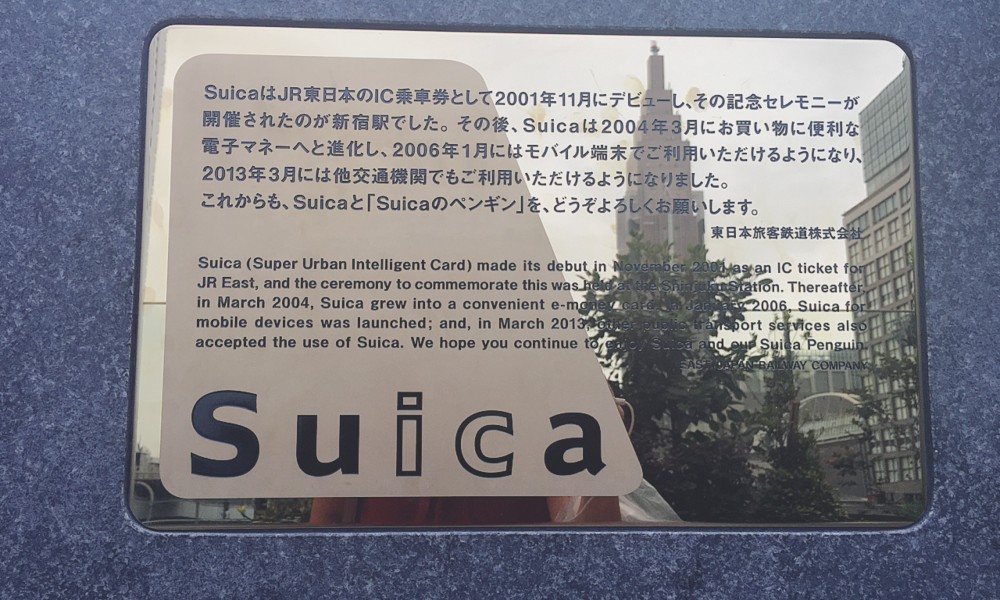 SuicaはJR東日本のIC乗車券として2001年11月にデビューし、その記念セレモニーが
開催されたのが新宿駅でした。その後、Suicaは2004年3月にお買い物に便利な
電子マネーへと進化し、2006年1月にはモバイル端末でご利用いただけるようになり、
2013年3月には他交通機関でもご利用いただけるようになりました。
これからも、Suicaと「Suicaのペンギン」を、どうぞよろしくお願いします。
東日本旅客鉄道株式会社
Suica (Super Urban Intelligent Card) made its debut in November 2001 as an IC ticket for
JR East, and the ceremony to commemorate this was held at the Shinjuku Station. Thereafter,
in March 2004, Suica grew into a convenient e-money card; in January 2006, Suica for
mobile devices was launched; and, in March 2013, other public transport services also
accepted the use of Suica. We hope you continue to enjoy Suica and our Suica Penguin.
EAST JAPAN RAILWAY COMPANY
Suica